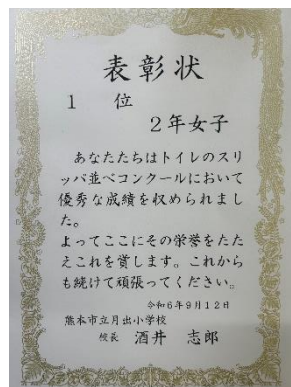 表彰状
1 位
2年女子
あなたたちはトイレのスリ
ッパ並べコンクールにおいて
優秀な成績を収められまし
た。
よってここにその栄誉をたた
えこれを賞します。これから
も続けて頑張ってください。
令和6年9月12日
熊本市立月出小学校
校長 酒井 志郎